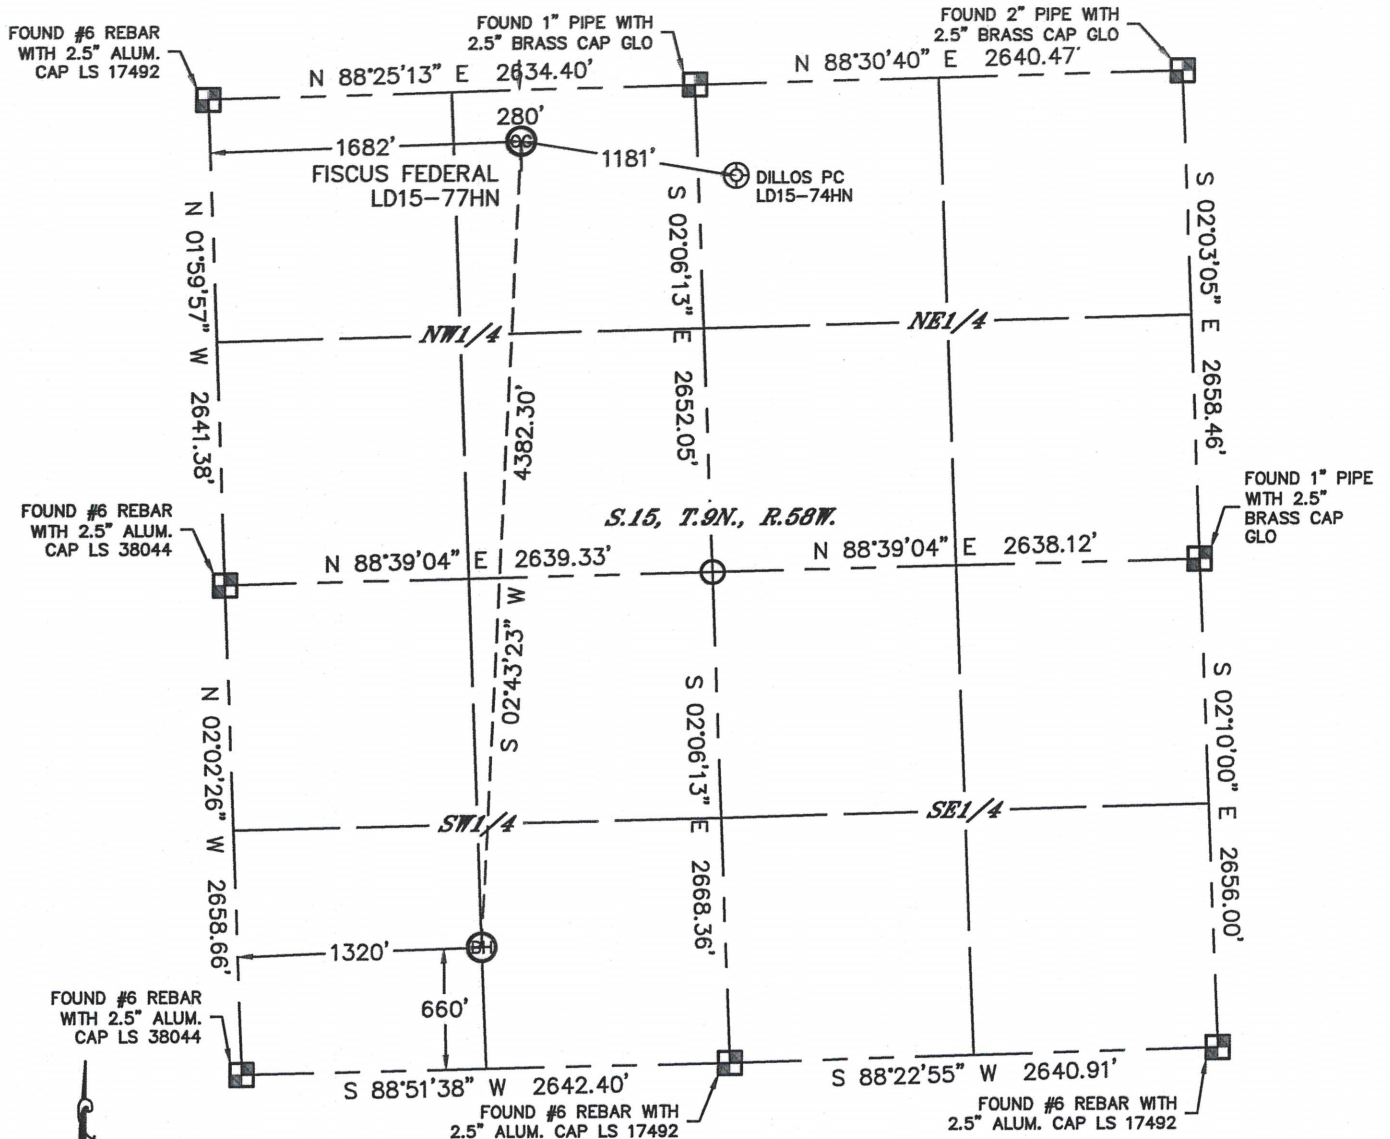 FOUND #6 REBAR
WITH 2.5" ALUM.
CAP LS 17492
FOUND 1" PIPE WITH
2.5" BRASS CAP GLO
FOUND 2" PIPE WITH
2.5" BRASS CAP GLO
N 88°25'13" E 2634.40'
N 88°30'40" E 2640.47'
280'
1682'
1181'
FISCUS FEDERAL
LD15-77HN
DILLOS PC
LD15-74HN
N 01°59'57" W 2641.38'
S 02°06'13" E 2652.05'
S 02°03'05" E 2658.46'
NW1/4
NE1/4
4382.30'
FOUND #6 REBAR
WITH 2.5" ALUM.
CAP LS 38044
S.15, T.9N., R.58W.
FOUND 1" PIPE
WITH 2.5"
BRASS CAP
GLO
N 88°39'04" E 2639.33'
N 88°39'04" E 2638.12'
S 02°43'23" W
N 02°02'26" W 2658.66'
S 02°06'13" E 2668.36'
S 02°10'00" E 2656.00'
SW1/4
SE1/4
BH
1320'
660'
FOUND #6 REBAR
WITH 2.5" ALUM.
CAP LS 38044
S 88°51'38" W 2642.40'
S 88°22'55" W 2640.91'
FOUND #6 REBAR WITH
2.5" ALUM. CAP LS 17492
FOUND #6 REBAR WITH
2.5" ALUM. CAP LS 17492